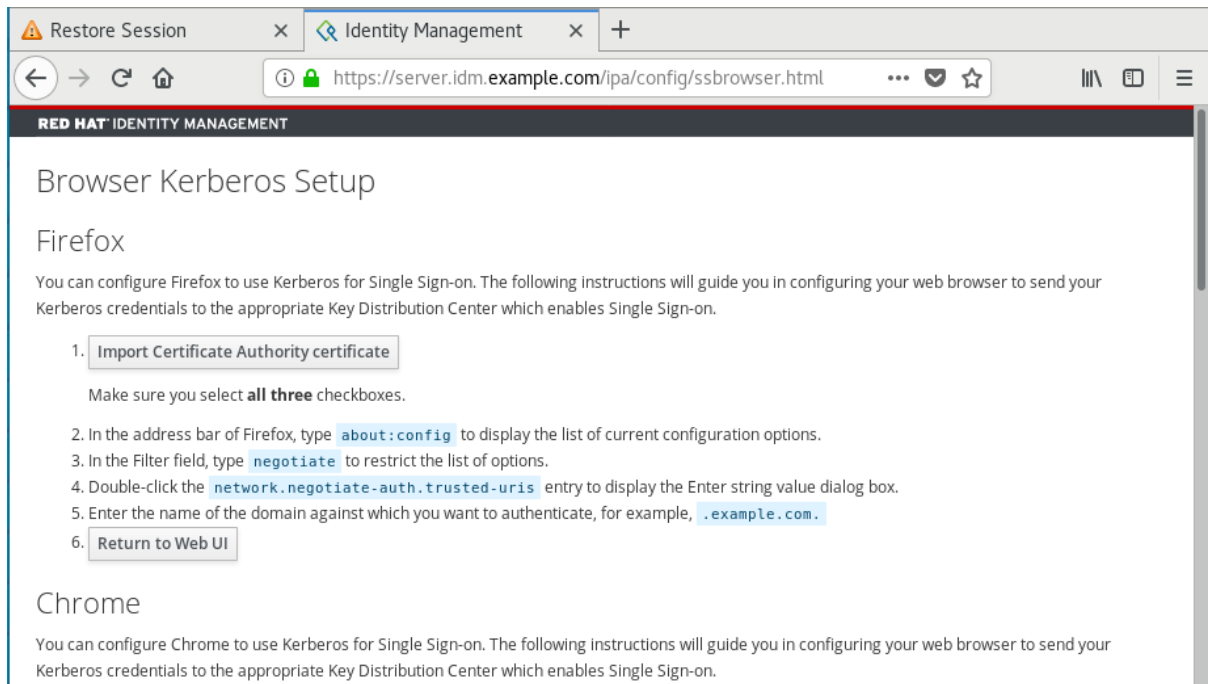 Restore Session
Identity Management
https://server.idm.example.com/ipa/config/ssbrowser.html
RED HAT® IDENTITY MANAGEMENT
Browser Kerberos Setup
Firefox
You can configure Firefox to use Kerberos for Single Sign-on. The following instructions will guide you in configuring your web browser to send your
Kerberos credentials to the appropriate Key Distribution Center which enables Single Sign-on.
1. Import Certificate Authority certificate
Make sure you select all three checkboxes.
2. In the address bar of Firefox, type about:config to display the list of current configuration options.
3. In the Filter field, type negotiate to restrict the list of options.
4. Double-click the network.negotiate-auth.trusted-uris entry to display the Enter string value dialog box.
5. Enter the name of the domain against which you want to authenticate, for example, .example.com.
6. Return to Web UI
Chrome
You can configure Chrome to use Kerberos for Single Sign-on. The following instructions will guide you in configuring your web browser to send your
Kerberos credentials to the appropriate Key Distribution Center which enables Single Sign-on.